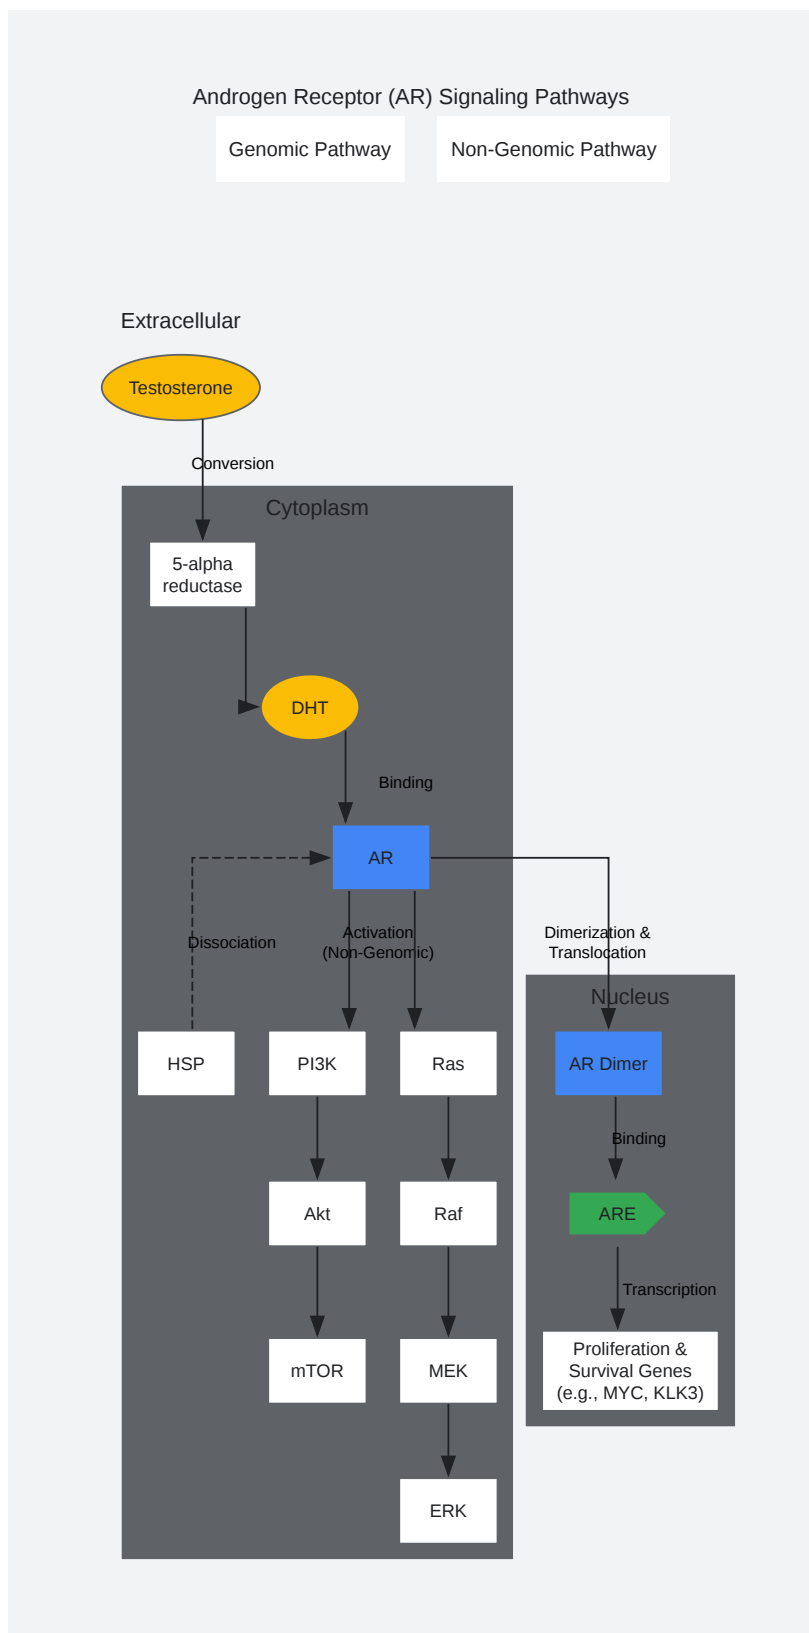 Androgen Receptor (AR) Signaling Pathways
Genomic Pathway
Non-Genomic Pathway
Extracellular
Testosterone
Conversion
Cytoplasm
5-alpha
reductase
DHT
Binding
AR
Dissociation
Activation
(Non-Genomic)
Dimerization &
Translocation
Nucleus
HSP
PI3K
Ras
AR Dimer
Binding
Akt
Raf
ARE
Transcription
mTOR
MEK
Proliferation &
Survival Genes
(e.g., MYC, KLK3)
ERK